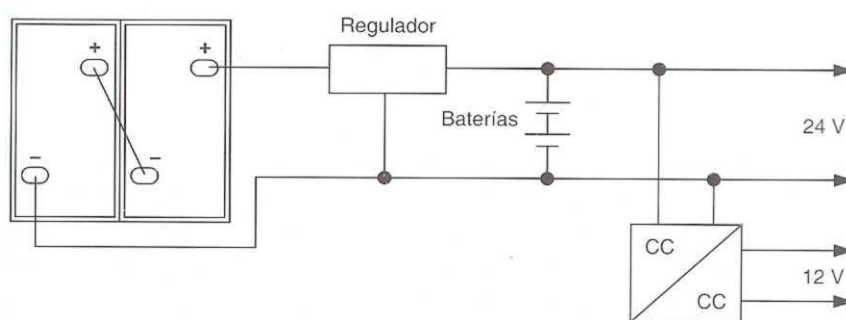 Regulador
+
+
−
−
Baterías
24 V
CC
CC
12 V